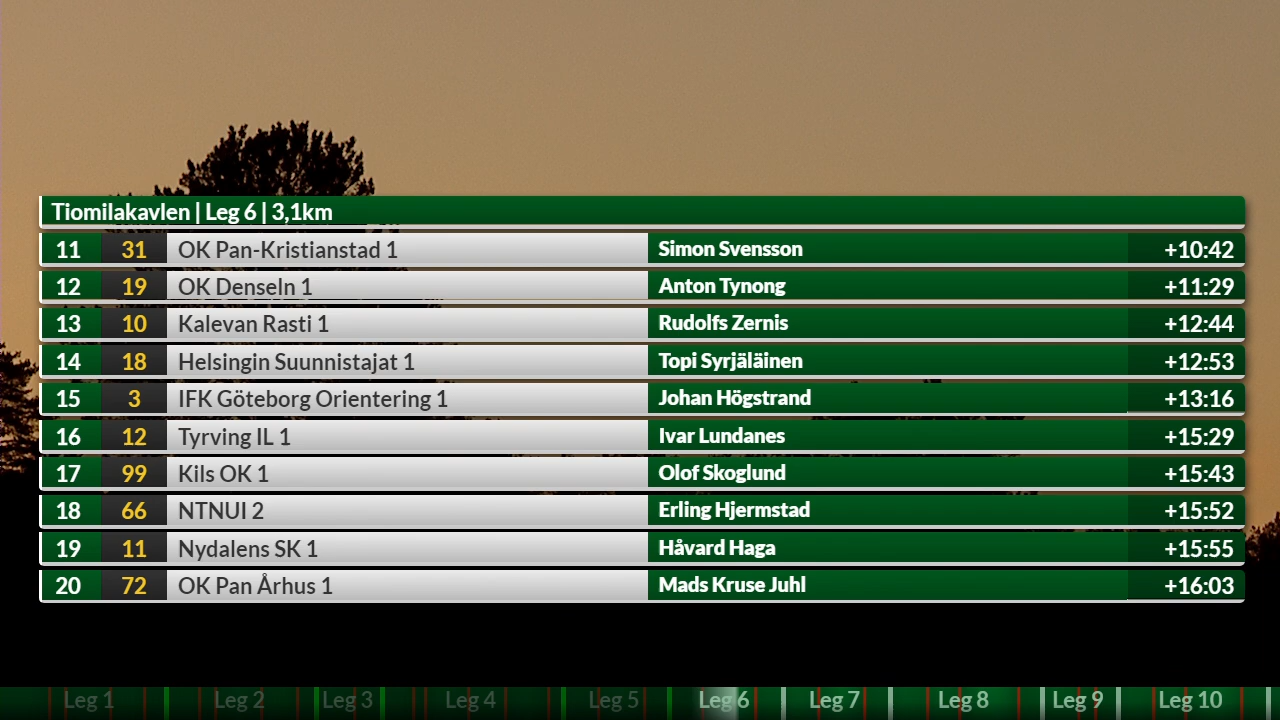 Tiomilakavlen | Leg 6 | 3,1km
11 31 OK Pan-Kristianstad 1 Simon Svensson +10:42
12 19 OK Denseln 1 Anton Tynong +11:29
13 10 Kalevan Rasti 1 Rudolfs Zernis +12:44
14 18 Helsingin Suunnistajat 1 Topi Syrjäläinen +12:53
15 3 IFK Göteborg Orientering 1 Johan Högstrand +13:16
16 12 Tyrving IL 1 Ivar Lundanes +15:29
17 99 Kils OK 1 Olof Skoglund +15:43
18 66 NTNUI 2 Erling Hjermstad +15:52
19 11 Nydalens SK 1 Håvard Haga +15:55
20 72 OK Pan Århus 1 Mads Kruse Juhl +16:03
Leg 1 Leg 2 Leg 3 Leg 4 Leg 5 Leg 6 Leg 7 Leg 8 Leg 9 Leg 10